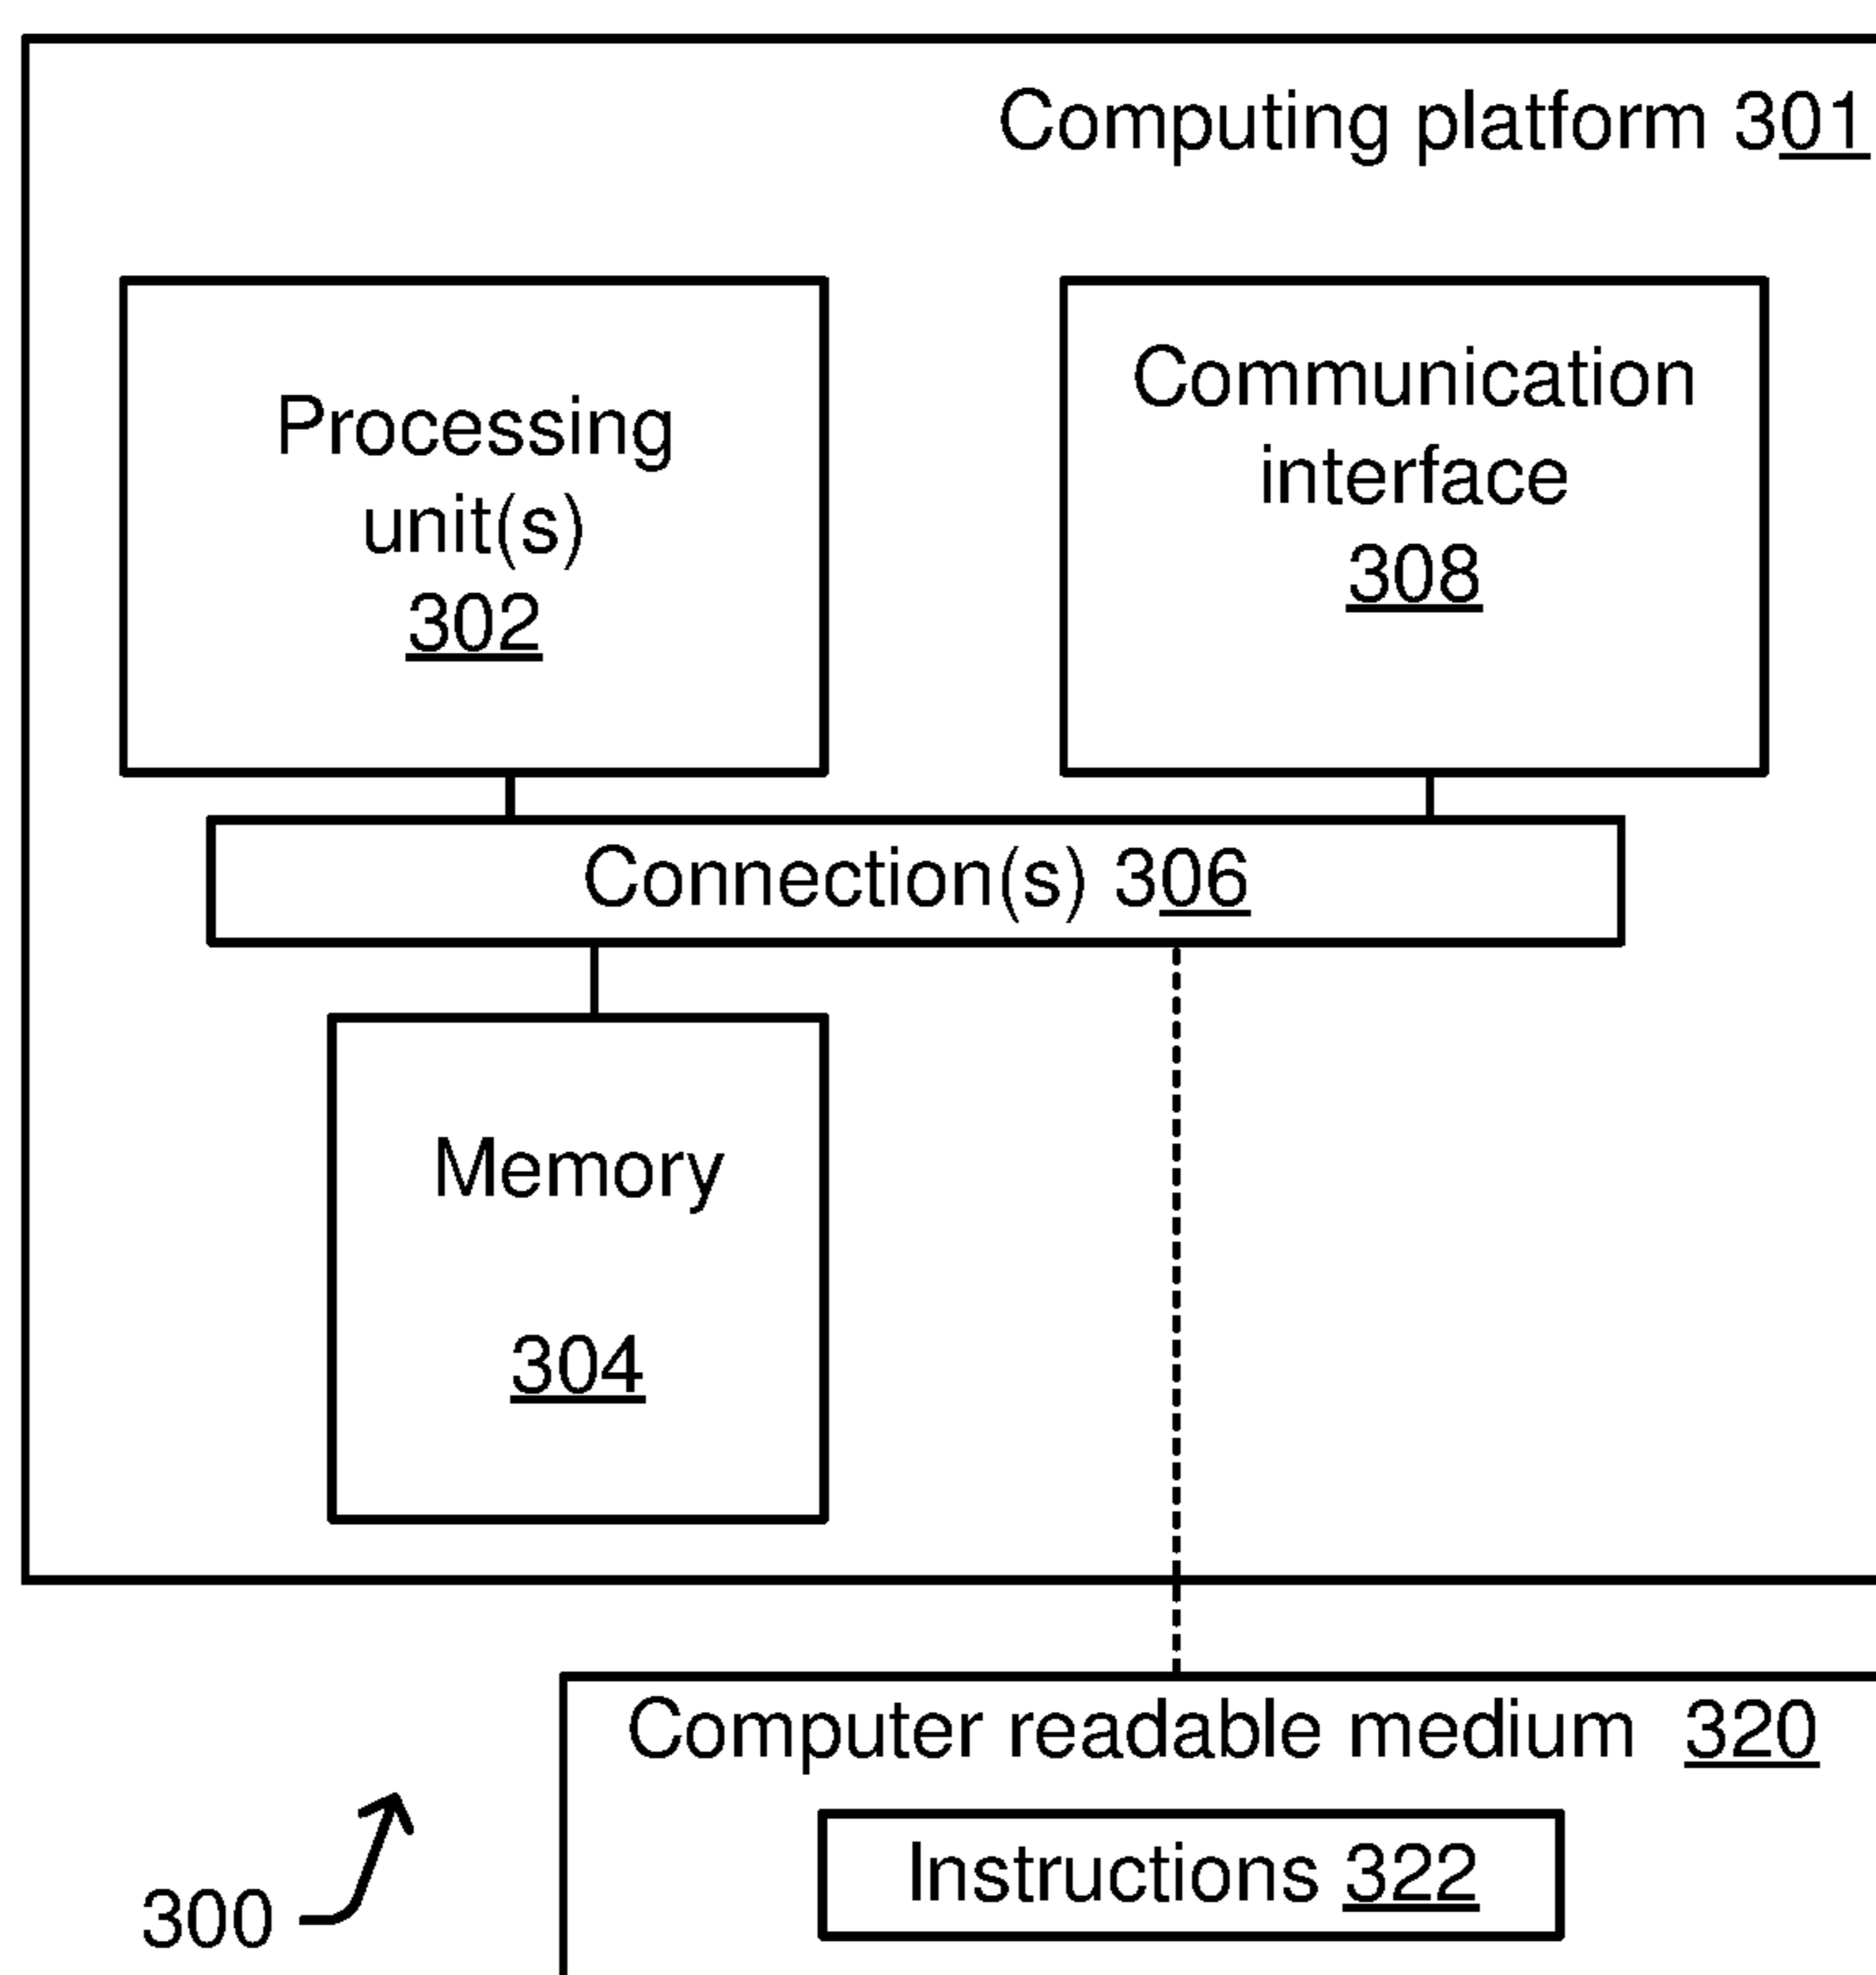 Computing platform 301
Processing
unit(s)
302
Communication
interface
308
Connection(s) 306
Memory
304
Computer readable medium 320
Instructions 322
300